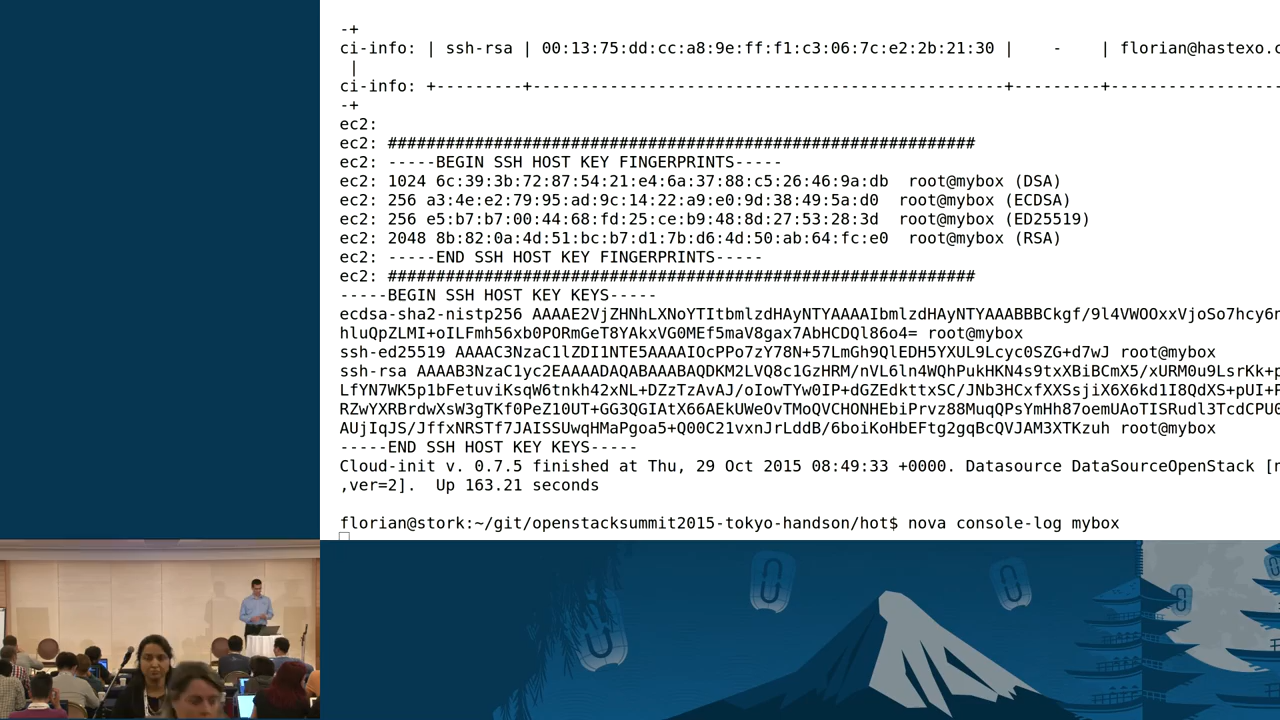 -+
ci-info: | ssh-rsa | 00:13:75:dd:cc:a8:9e:ff:f1:c3:06:7c:e2:2b:21:30 |    -    | florian@hastexo.c
 |
ci-info: +---------+-------------------------------------------------+---------+------------------
-+
ec2:
ec2: #############################################################
ec2: -----BEGIN SSH HOST KEY FINGERPRINTS-----
ec2: 1024 6c:39:3b:72:87:54:21:e4:6a:37:88:c5:26:46:9a:db  root@mybox (DSA)
ec2: 256 a3:4e:e2:79:95:ad:9c:14:22:a9:e0:9d:38:49:5a:d0  root@mybox (ECDSA)
ec2: 256 e5:b7:b7:00:44:68:fd:25:ce:b9:48:8d:27:53:28:3d  root@mybox (ED25519)
ec2: 2048 8b:82:0a:4d:51:bc:b7:d1:7b:d6:4d:50:ab:64:fc:e0  root@mybox (RSA)
ec2: -----END SSH HOST KEY FINGERPRINTS-----
ec2: #############################################################
-----BEGIN SSH HOST KEY KEYS-----
ecdsa-sha2-nistp256 AAAAE2VjZHNhLXNoYTItbmlzdHAyNTYAAAAIbmlzdHAyNTYAAABBBCkgf/9l4VWOOxxVjoSo7hcy6n
hluQpZLMI+oILFmh56xb0PORmGeT8YAkxVG0MEf5maV8gax7AbHCDQl86o4= root@mybox
ssh-ed25519 AAAAC3NzaC1lZDI1NTE5AAAAIOcPPo7zY78N+57LmGh9QlEDH5YXUL9Lcyc0SZG+d7wJ root@mybox
ssh-rsa AAAAB3NzaC1yc2EAAAADAQABAAABAQDKM2LVQ8c1GzHRM/nVL6ln4WQhPukHKN4s9txXBiBCmX5/xURM0u9LsrKk+p
LfYN7WK5p1bFetuviKsqW6tnkh42xNL+DZzTzAvAJ/oIowTYw0IP+dGZEdkttxSC/JNb3HCxfXXSsjiX6X6kd1I8QdXS+pUI+F
RZwYXRBrdwXsW3gTKf0PeZ10UT+GG3QGIAtX66AEkUWeOvTMoQVCHONHEbiPrvz88MuqQPsYmHh87oemUAoTISRudl3TcdCPU0
AUjIqJS/JffxNRSTf7JAISSUwqHMaPgoa5+Q00C21vxnJrLddB/6boiKoHbEFtg2gqBcQVJAM3XTKzuh root@mybox
-----END SSH HOST KEY KEYS-----
Cloud-init v. 0.7.5 finished at Thu, 29 Oct 2015 08:49:33 +0000. Datasource DataSourceOpenStack [n
,ver=2].  Up 163.21 seconds
florian@stork:~/git/openstacksummit2015-tokyo-handson/hot$ nova console-log mybox